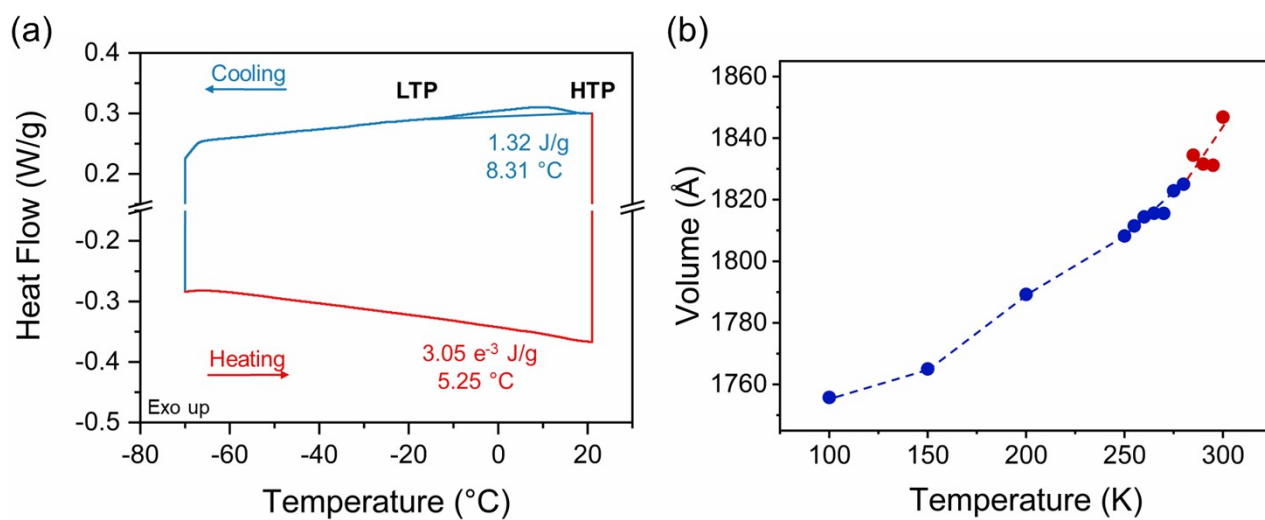 (a)
Heat Flow (W/g)
0.4
0.3
0.2
-0.2
-0.3
-0.4
-0.5
Cooling
LTP
HTP
1.32 J/g
8.31 °C
3.05 e⁻³ J/g
5.25 °C
Heating
Exo up
-80 -60 -40 -20 0 20
Temperature (°C)
(b)
Volume (Å)
1860
1840
1820
1800
1780
1760
100 150 200 250 300
Temperature (K)